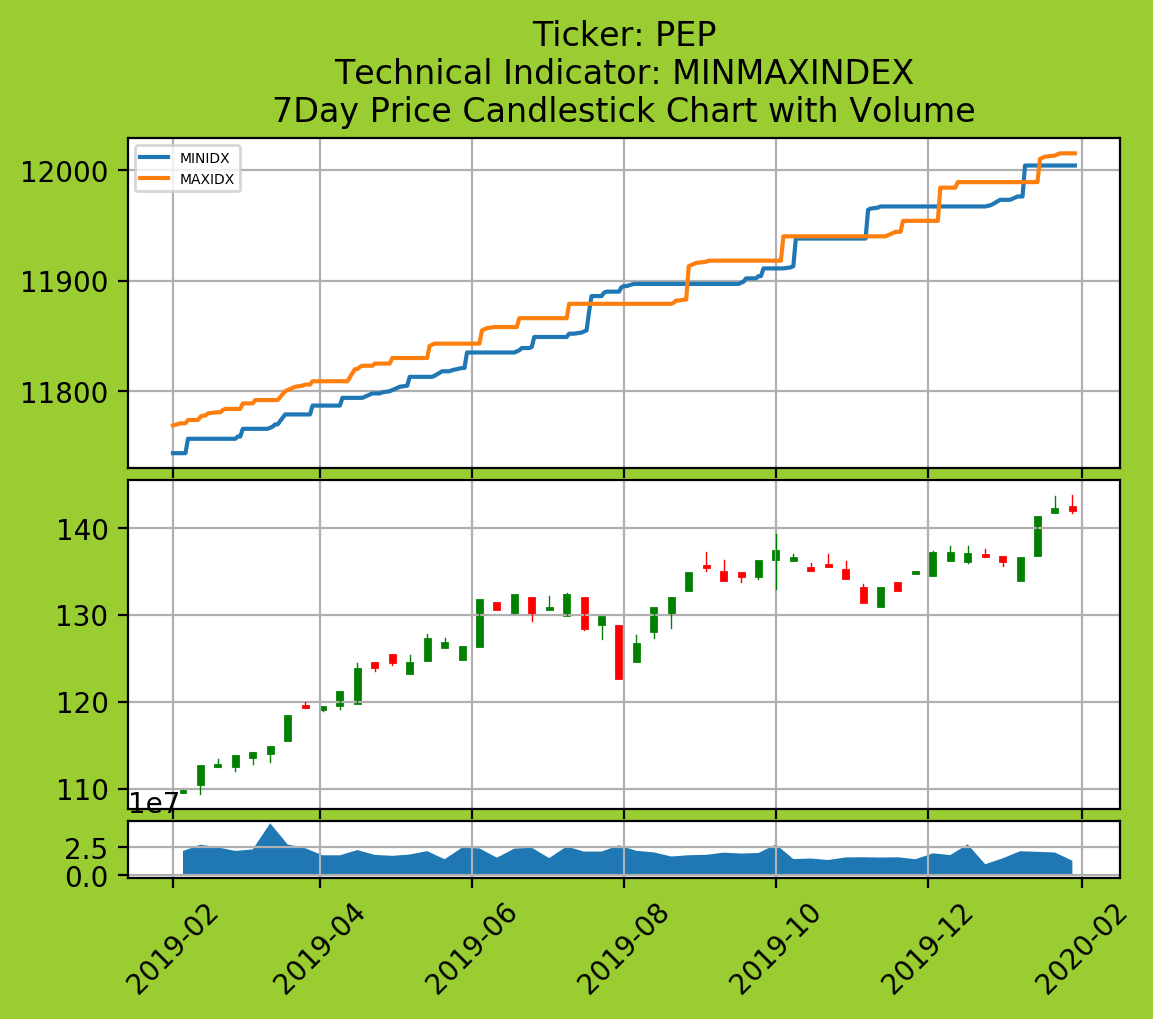 Ticker: PEP
Technical Indicator: MINMAXINDEX
7Day Price Candlestick Chart with Volume
MINIDX
MAXIDX
12000
11900
11800
140
130
120
110
1e7
2.5
0.0
2019-02
2019-04
2019-06
2019-08
2019-10
2019-12
2020-02